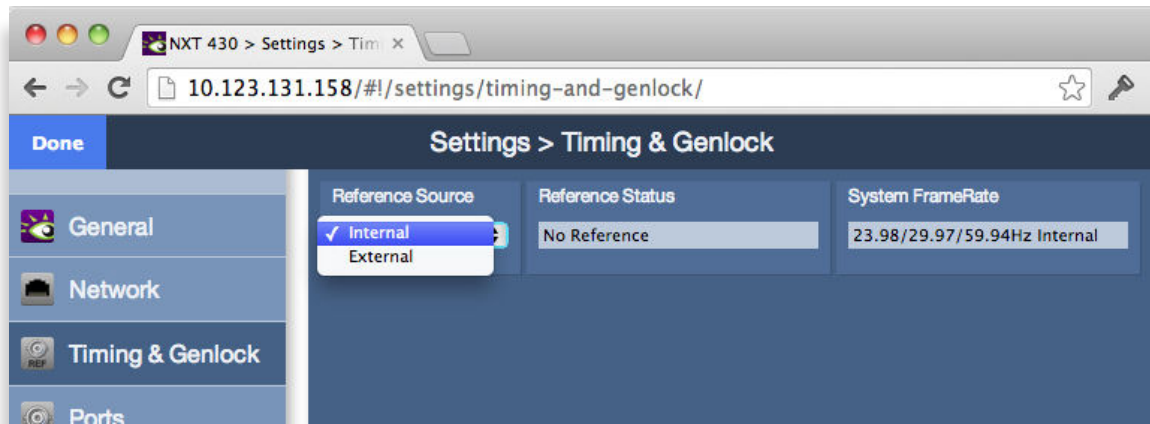 NXT 430 > Settings > Tim
10.123.131.158/#!/settings/timing-and-genlock/
Done
Settings > Timing & Genlock
General
Network
REF
Timing & Genlock
Ports
Reference Source
✓ Internal
External
Reference Status
No Reference
System FrameRate
23.98/29.97/59.94Hz Internal